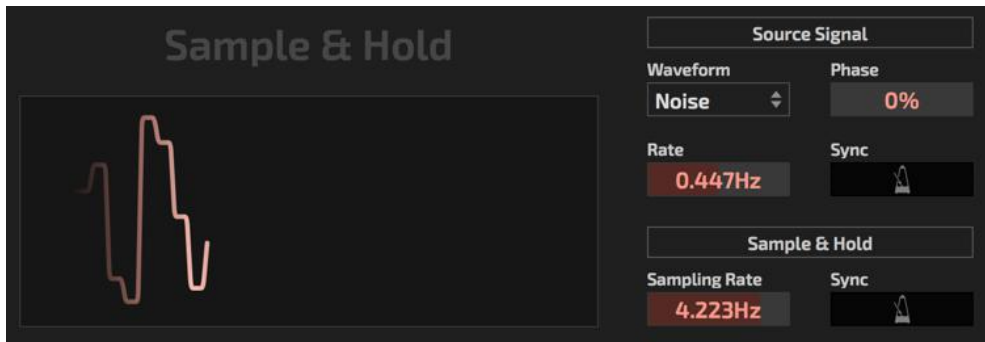 Sample & Hold
Source Signal
Waveform
Phase
Noise
0%
Rate
Sync
0.447Hz
Sample & Hold
Sampling Rate
Sync
4.223Hz